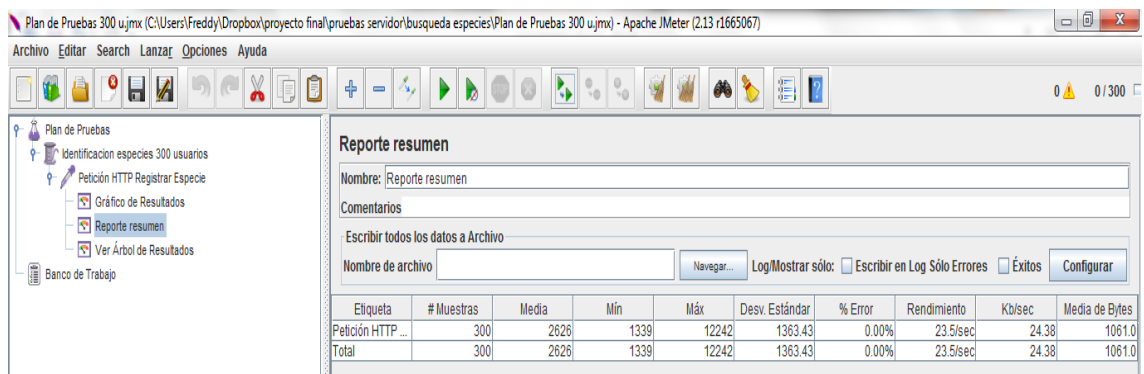 Plan de Pruebas 300 u.jmx (C:\Users\Freddy\Dropbox\proyecto final\pruebas servidor\busqueda especies\Plan de Pruebas 300 u.jmx) - Apache JMeter (2.13 r1665067)
Archivo Editar Search Lanzar Opciones Ayuda
0 0 / 300
Plan de Pruebas
Identificacion especies 300 usuarios
Petición HTTP Registrar Especie
Gráfico de Resultados
Reporte resumen
Ver Árbol de Resultados
Banco de Trabajo
Reporte resumen
Nombre: Reporte resumen
Comentarios
Escribir todos los datos a Archivo
Nombre de archivo Navegar... Log/Mostrar sólo: Escribir en Log Sólo Errores Éxitos Configurar
Etiqueta # Muestras Media Mín Máx Desv. Estándar % Error Rendimiento Kb/sec Media de Bytes
Petición HTTP ... 300 2626 1339 12242 1363.43 0.00% 23.5/sec 24.38 1061.0
Total 300 2626 1339 12242 1363.43 0.00% 23.5/sec 24.38 1061.0